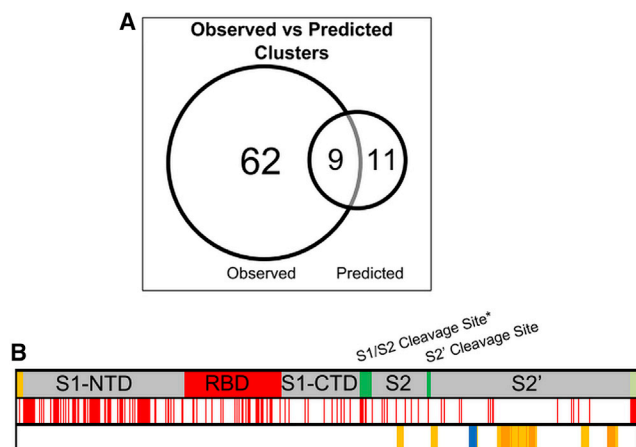 A
Observed vs Predicted
Clusters
62 9 11
Observed Predicted
S1/S2 Cleavage Site*
S2' Cleavage Site
B
S1-NTD RBD S1-CTD S2 S2'